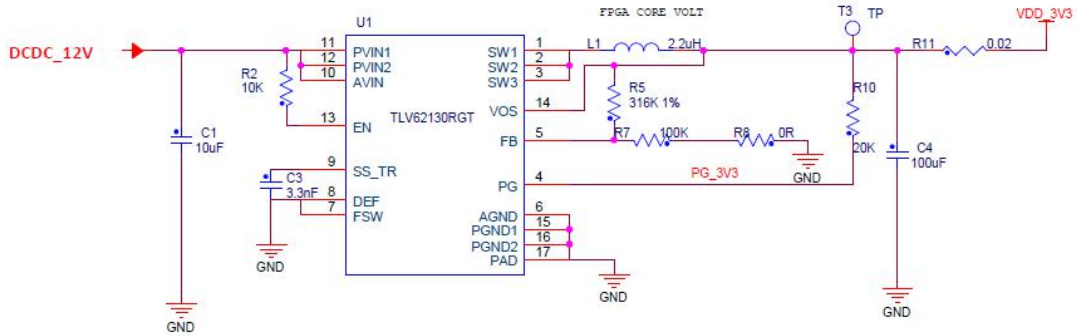 FPGA CORE VOLT
T3 TP
VDD_3V3
U1
DCDC_12V
11 PVIN1
12 PVIN2
10 AVIN
SW1 1
SW2 2
SW3 3
L1 2.2uH
R11 0.02
R2
10K
R5
316K 1%
R10
20K
VOS 14
TLV62130RGT
13 EN
FB 5
R7 100K
R8 0R
GND
C1
10uF
C4
100uF
9 SS_TR
C3
3.3nF
8 DEF
7 FSW
PG 4
PG_3V3
AGND 6
PGND1 15
PGND2 16
PAD 17
GND
GND
GND
GND